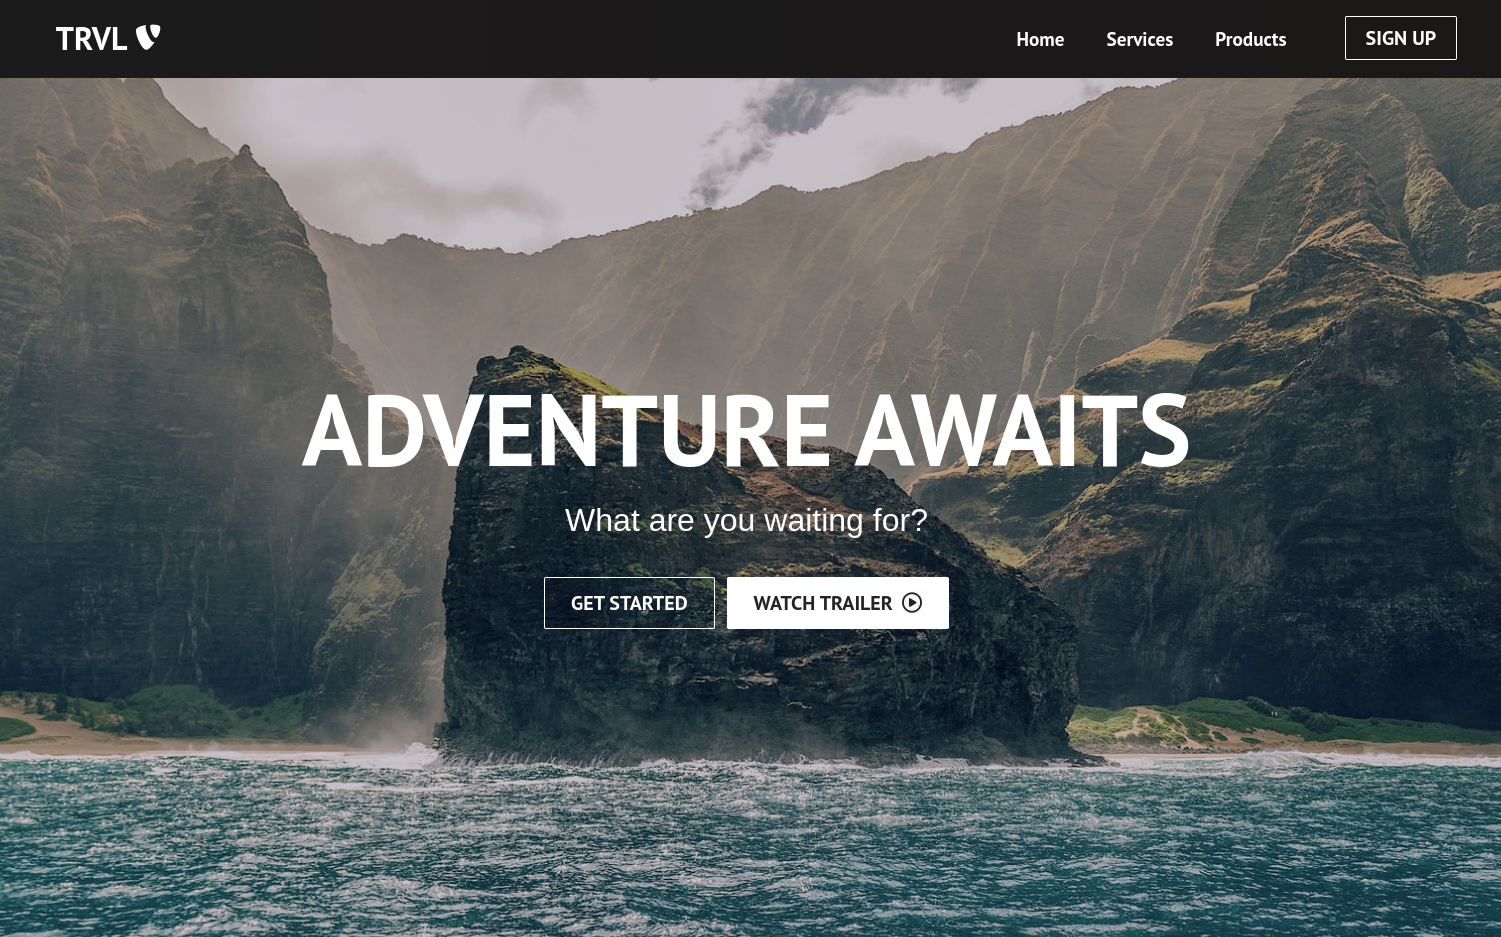 TRVL
Home Services Products SIGN UP
ADVENTURE AWAITS
What are you waiting for?
GET STARTED WATCH TRAILER